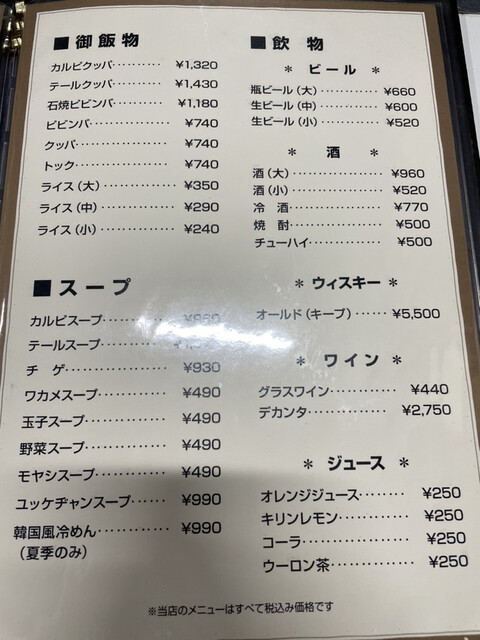 ■御飯物
カルビクッパ・・・・・・・・・・¥1,320
テールクッパ・・・・・・・・・・¥1,430
石焼ビビンバ・・・・・・・・・・¥1,180
ビビンバ・・・・・・・・・・・・・¥740
クッパ・・・・・・・・・・・・・・¥740
トック・・・・・・・・・・・・・・¥740
ライス(大)・・・・・・・・・・・¥350
ライス(中)・・・・・・・・・・・¥290
ライス(小)・・・・・・・・・・・¥240
■スープ
カルビスープ・・・・・・・・・・
テールスープ・・・・・・・・・・
チゲ・・・・・・・・・・・・・・・¥930
ワカメスープ・・・・・・・・・・¥490
玉子スープ・・・・・・・・・・・¥490
野菜スープ・・・・・・・・・・・¥490
モヤシスープ・・・・・・・・・・¥490
ユッケヂャンスープ・・・・・¥990
韓国風冷めん・・・・・・・・・・¥990
(夏季のみ)
■飲物
* ビール *
瓶ビール(大)・・・・・・・・・・・・¥660
生ビール(中)・・・・・・・・・・・・¥600
生ビール(小)・・・・・・・・・・・・¥520
* 酒 *
酒(大)・・・・・・・・・・・・・・・・¥960
酒(小)・・・・・・・・・・・・・・・・¥520
冷酒・・・・・・・・・・・・・・・・・¥770
焼酎・・・・・・・・・・・・・・・・・¥500
チューハイ・・・・・・・・・・・・・¥500
* ウィスキー *
オールド(キープ)・・・・・・¥5,500
* ワイン *
グラスワイン・・・・・・・・・・・¥440
デカンタ・・・・・・・・・・・・・¥2,750
* ジュース *
オレンジジュース・・・・・・・・¥250
キリンレモン・・・・・・・・・・・¥250
コーラ・・・・・・・・・・・・・・・¥250
ウーロン茶・・・・・・・・・・・・¥250
※当店のメニューはすべて税込み価格です